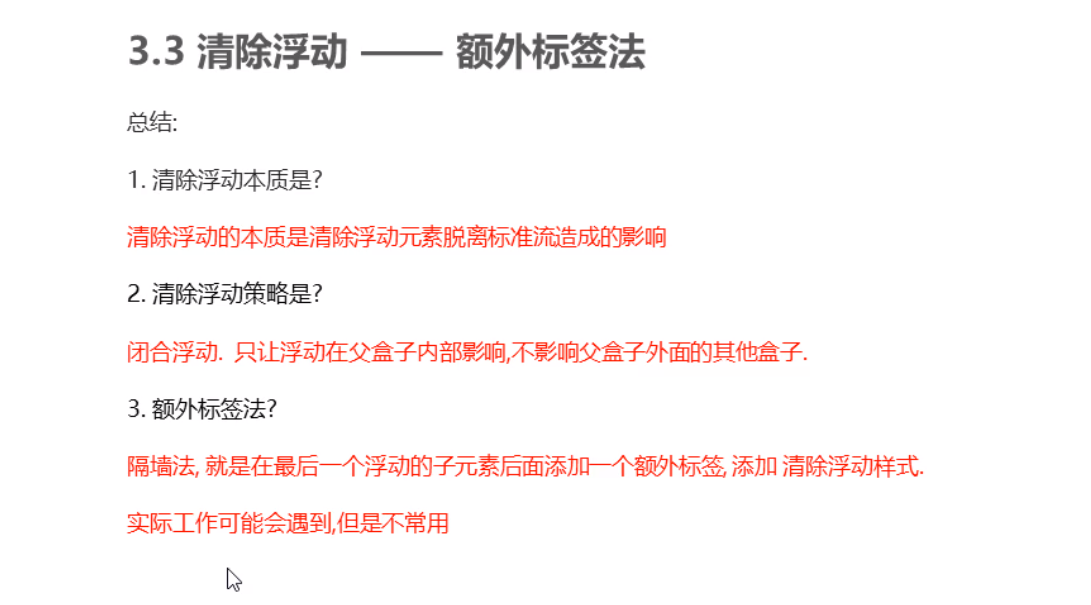 3.3 清除浮动 —— 额外标签法
总结:
1. 清除浮动本质是?
清除浮动的本质是清除浮动元素脱离标准流造成的影响
2. 清除浮动策略是?
闭合浮动. 只让浮动在父盒子内部影响,不影响父盒子外面的其他盒子.
3. 额外标签法?
隔墙法, 就是在最后一个浮动的子元素后面添加一个额外标签, 添加 清除浮动样式.
实际工作可能会遇到,但是不常用